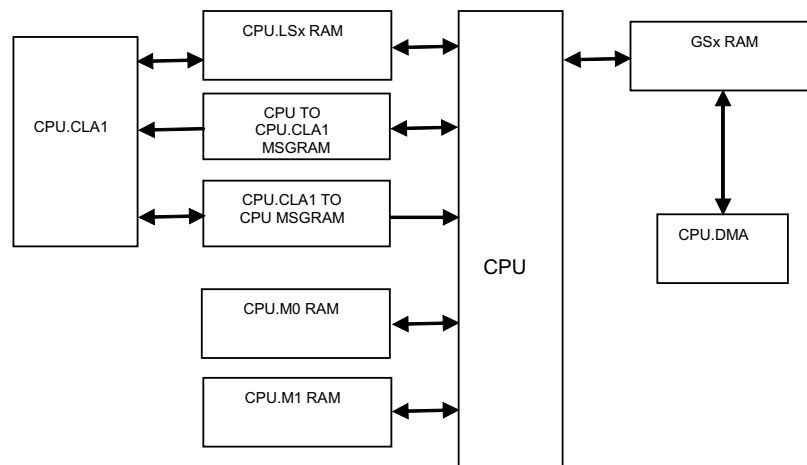 CPU.LSx RAM
GSx RAM
CPU.CLA1
CPU TO
CPU.CLA1
MSGRAM
CPU.CLA1 TO
CPU MSGRAM
CPU.DMA
CPU
CPU.M0 RAM
CPU.M1 RAM